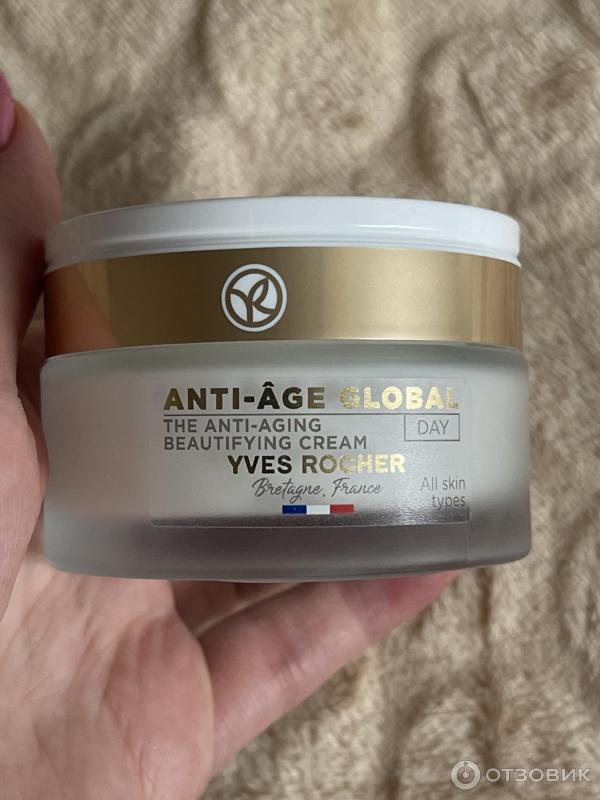 ANTI-ÂGE GLOBAL
THE ANTI-AGING
BEAUTIFYING CREAM
DAY
YVES ROCHER
Bretagne, France
All skin
types
ОТЗОВИК